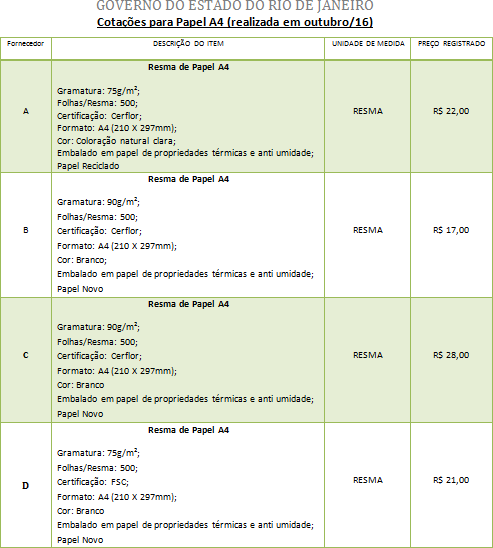 GOVERNO DO ESTADO DO RIO DE JANEIRO
Cotações para Papel A4 (realizada em outubro/16)
Fornecedor DESCRIÇÃO DO ITEM UNIDADE DE MEDIDA PREÇO REGISTRADO
Resma de Papel A4
Gramatura: 75g/m²;
Folhas/Resma: 500;
Certificação: Cerflor;
A RESMA R$ 22,00
Formato: A4 (210 X 297mm);
Cor: Coloração natural clara;
Embalado em papel de propriedades térmicas e anti umidade;
Papel Reciclado
Resma de Papel A4
Gramatura: 90g/m²;
Folhas/Resma: 500;
B Certificação: Cerflor; RESMA R$ 17,00
Formato: A4 (210 X 297mm);
Cor: Branco;
Embalado em papel de propriedades térmicas e anti umidade;
Papel Novo
Resma de Papel A4
Gramatura: 90g/m²;
Folhas/Resma: 500;
C Certificação: Cerflor; RESMA R$ 28,00
Formato: A4 (210 X 297mm);
Cor: Branco
Embalado em papel de propriedades térmicas e anti umidade;
Papel Novo
Resma de Papel A4
Gramatura: 75g/m²;
Folhas/Resma: 500;
D Certificação: FSC; RESMA R$ 21,00
Formato: A4 (210 X 297mm);
Cor: Branco
Embalado em papel de propriedades térmicas e anti umidade;
Papel Novo